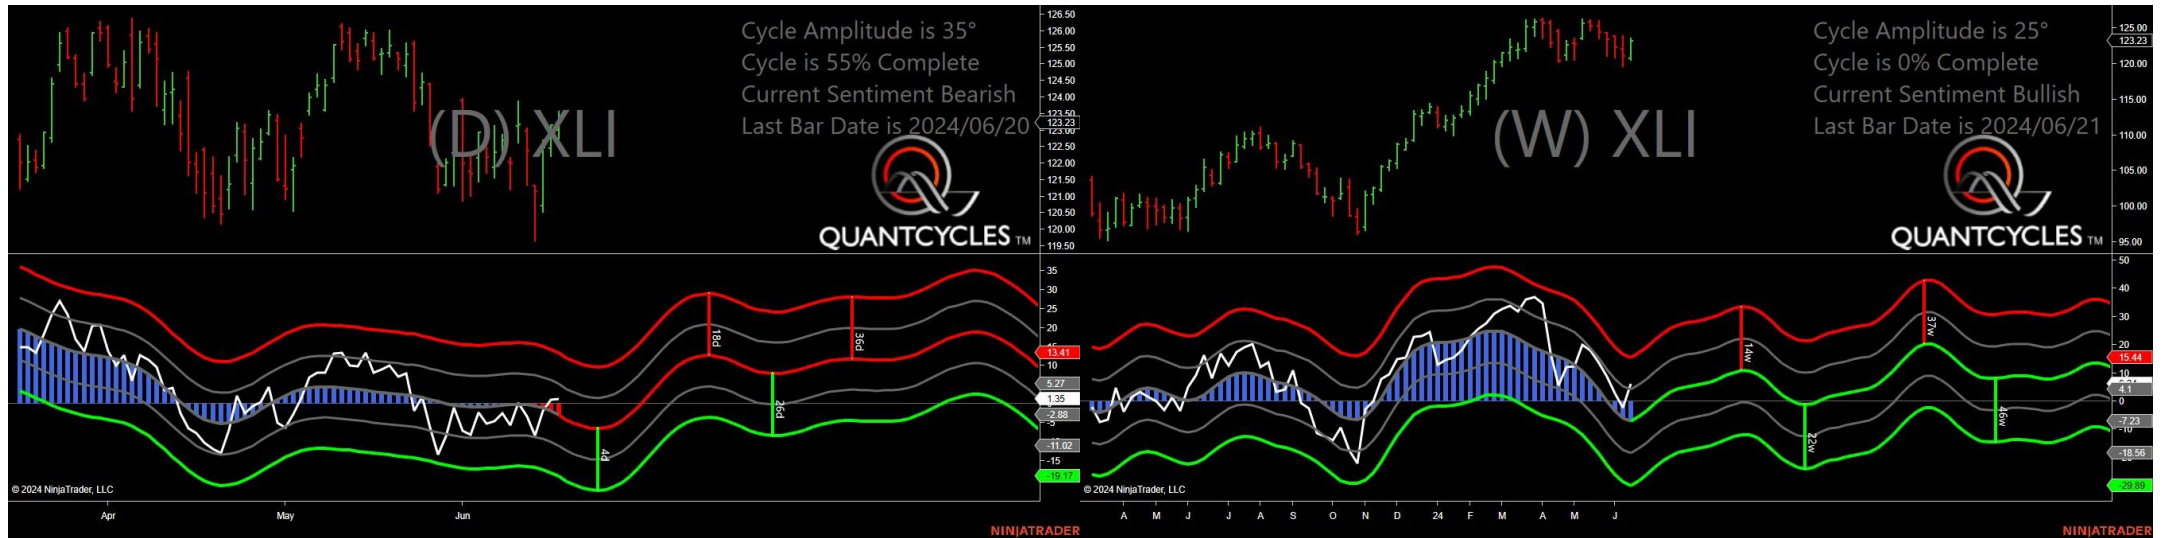 Cycle Amplitude is 35°
Cycle is 55% Complete
Current Sentiment Bearish
Last Bar Date is 2024/06/20
(D) XLI
QUANTCYCLES TM
126.50
126.00
125.50
125.00
124.50
124.00
123.50
123.23
123.00
122.50
122.00
121.50
121.00
120.50
120.00
119.50
35
30
25
20
13.41
10
5.27
1.35
-2.88
-5
-11.02
-15
-19.17
18d
36d
26d
4d
© 2024 NinjaTrader, LLC
Apr May Jun
NINJATRADER
Cycle Amplitude is 25°
Cycle is 0% Complete
Current Sentiment Bullish
Last Bar Date is 2024/06/21
(W) XLI
QUANTCYCLES TM
125.00
123.23
120.00
115.00
110.00
105.00
100.00
95.00
50
40
30
20
15.44
10
4.1
0
-7.23
-18.56
-29.89
14w
37w
22w
46w
© 2024 NinjaTrader, LLC
A M J J A S O N D 24 F M A M J
NINJATRADER